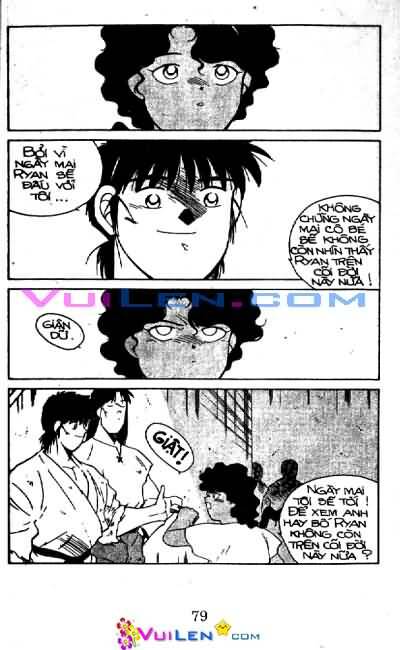 BỞI VÌ
NGÀY MAI
RYAN SẼ
ĐẤU VỚI
TÔI...
KHÔNG
CHỪNG NGÀY
MAI CÔ BÉ
BÉ KHÔNG
CÒN NHÌN THẤY
RYAN TRÊN
CÕI ĐỜI
NÀY NỮA!
VUILEN.COM
GIẬN
DỮ.
GIẬT!
NGÀY MAI
TÔI SẼ TỚI!
ĐỂ XEM ANH
HAY BỐ RYAN
KHÔNG CÒN
TRÊN CÕI ĐỜI
NÀY NỮA?
79
VUILEN.COM